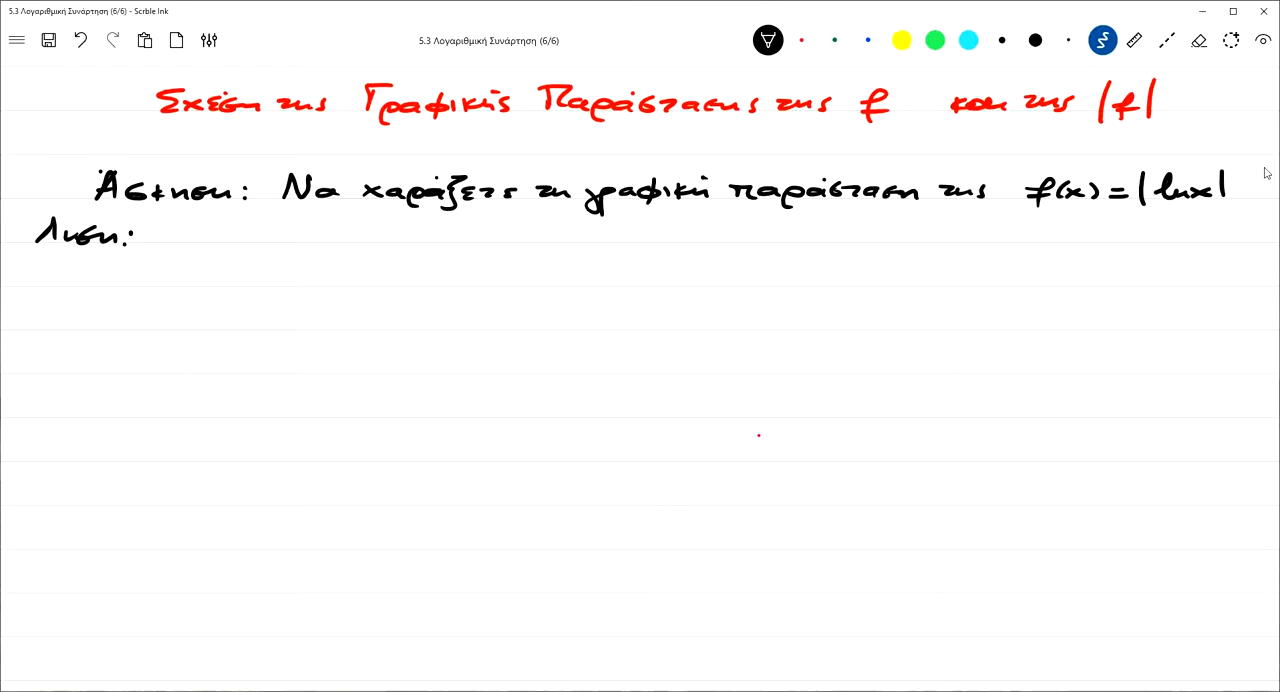 5.3 Λογαριθμική Συνάρτηση (6/6) - Scrble Ink
5.3 Λογαριθμική Συνάρτηση (6/6)
Σχέση της Γραφικής Παράστασης της f και της |f|
Άσκηση: Να χαράξετε τη γραφική παράσταση της f(x)=|lnx|
Λύση: